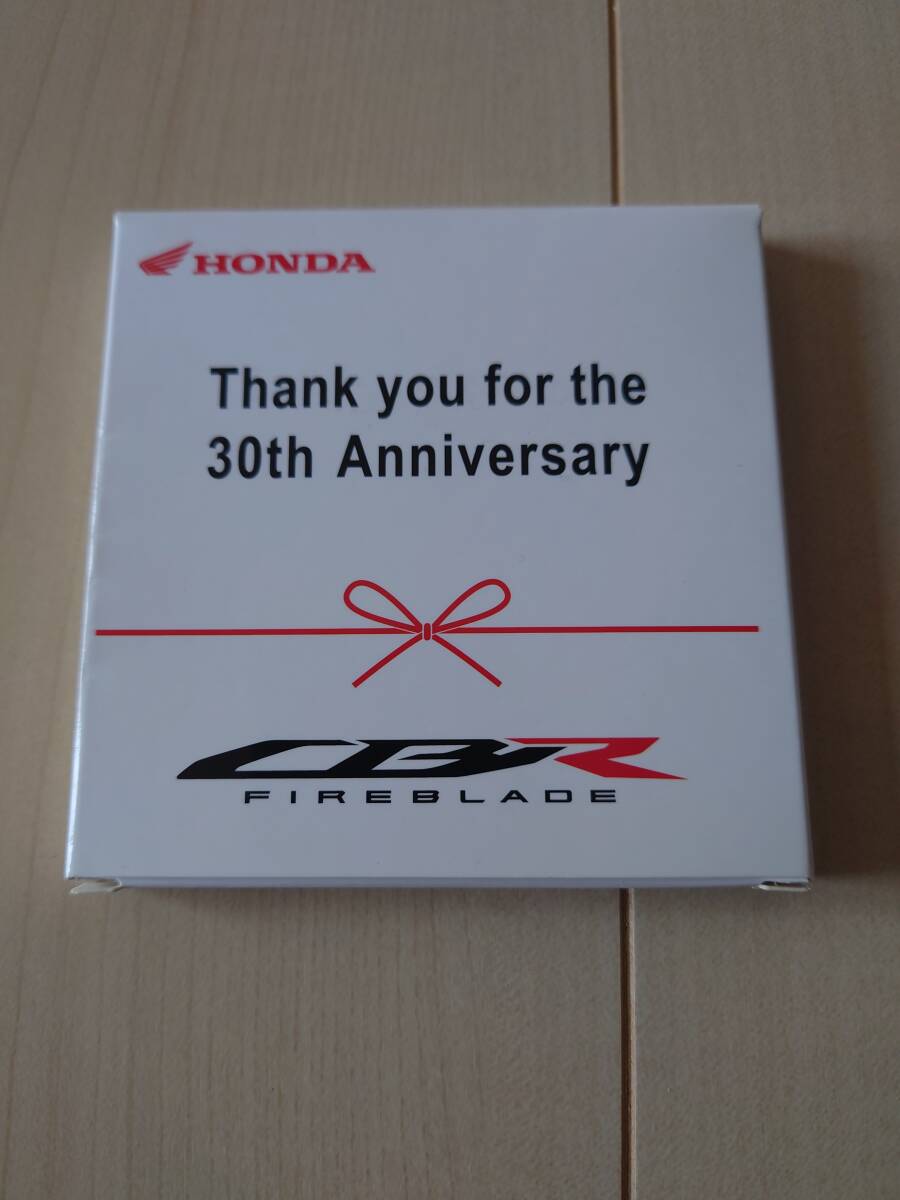 HONDA
Thank you for the
30th Anniversary
CBR
FIREBLADE